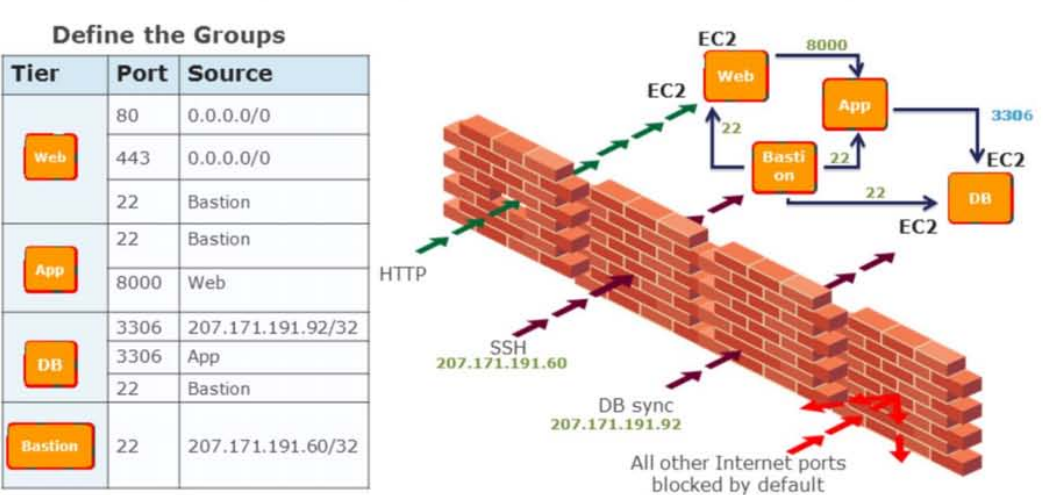 Define the Groups
Tier Port Source
Web
80 0.0.0.0/0
443 0.0.0.0/0
22 Bastion
App
22 Bastion
8000 Web
DB
3306 207.171.191.92/32
3306 App
22 Bastion
Bastion
22 207.171.191.60/32
EC2
Web
8000
EC2
App
3306
22
Basti
on
22
EC2
22
DB
EC2
HTTP
SSH
207.171.191.60
DB sync
207.171.191.92
All other Internet ports
blocked by default